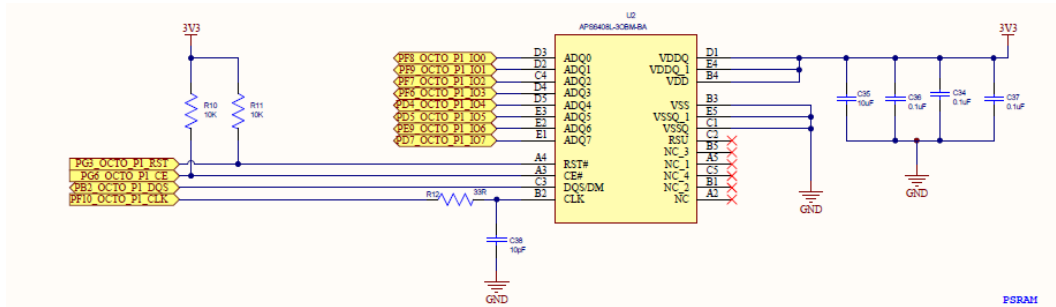 U2
APS6408L-3OBM-BA
3V3
3V3
PF8_OCTO_P1_IO0 D3 ADQ0 VDDQ D1
PF9_OCTO_P1_IO1 D2 ADQ1 VDDQ_1 E4
PF7_OCTO_P1_IO2 C4 ADQ2 VDD B4
PF6_OCTO_P1_IO3 D4 ADQ3
PD4_OCTO_P1_IO4 D5 ADQ4 VSS B3
PD5_OCTO_P1_IO5 E3 ADQ5 VSSQ_1 E5
PE9_OCTO_P1_IO6 E2 ADQ6 VSSQ C1
PD7_OCTO_P1_IO7 E1 ADQ7 RSU C2
NC_3 B5
PG3_OCTO_P1_RST A4 RST# NC_1 A5
PG6_OCTO_P1_CE A3 CE# NC_4 C5
PB2_OCTO_P1_DQS C3 DQS/DM NC_2 B1
PF10_OCTO_P1_CLK R12 33R B2 CLK NC A2
R10
10K
R11
10K
C35
10uF
C36
0.1uF
C34
0.1uF
C37
0.1uF
GND
GND
C38
10pF
GND
PSRAM